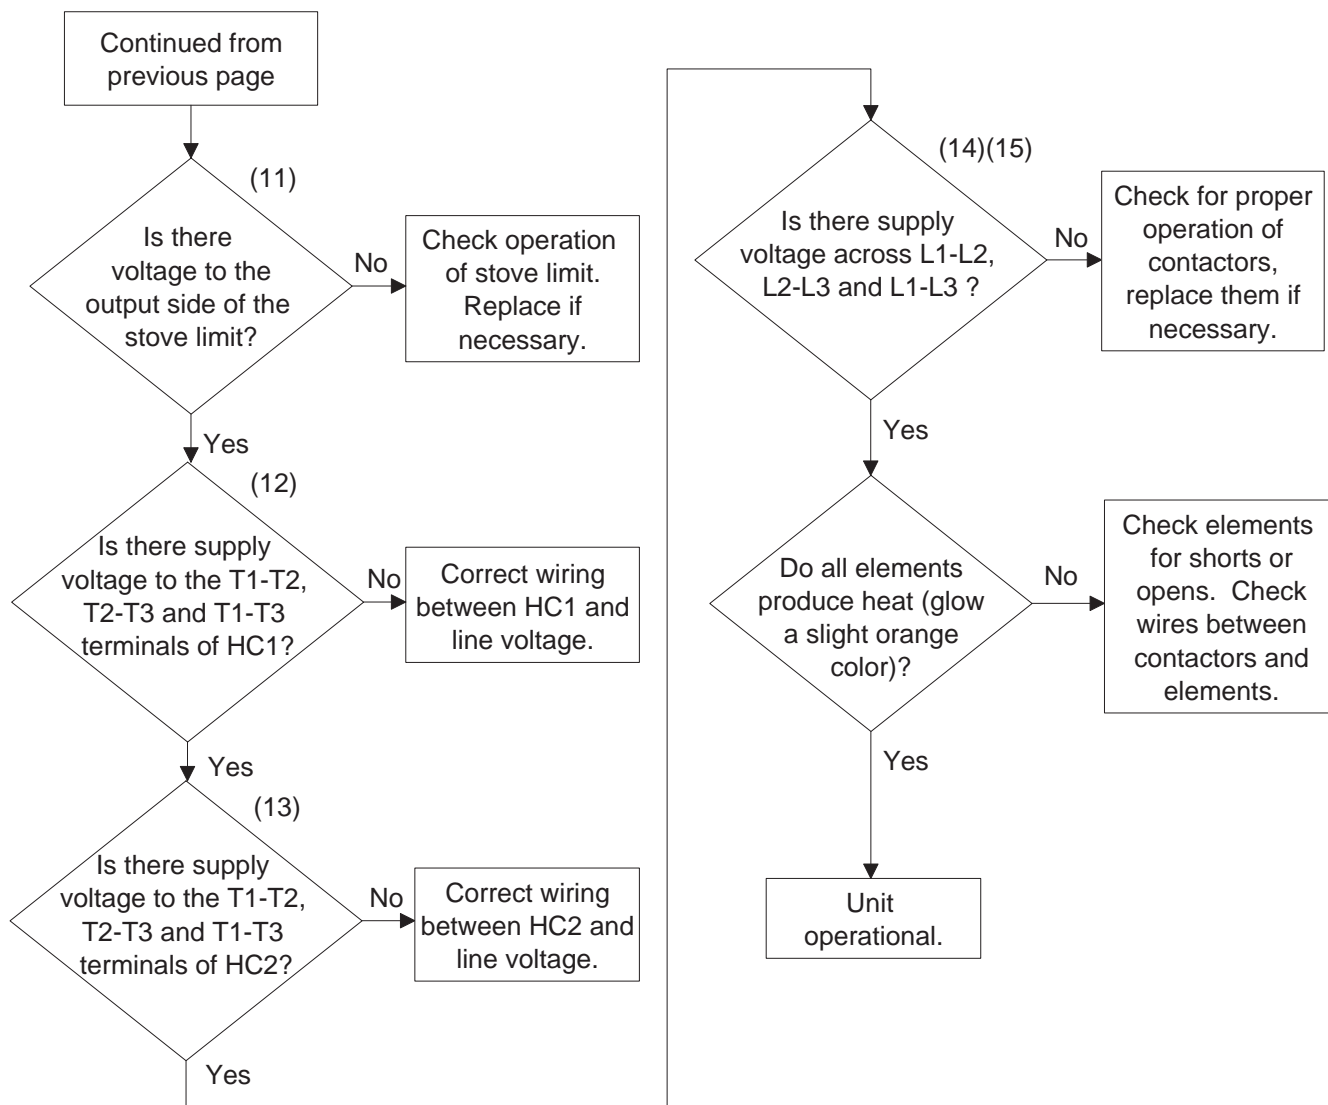 Continued from
previous page
(11)
Is there
voltage to the
output side of the
stove limit?
No
Check operation
of stove limit.
Replace if
necessary.
Yes
(12)
Is there supply
voltage to the T1-T2,
T2-T3 and T1-T3
terminals of HC1?
No
Correct wiring
between HC1 and
line voltage.
Yes
(13)
Is there supply
voltage to the T1-T2,
T2-T3 and T1-T3
terminals of HC2?
No
Correct wiring
between HC2 and
line voltage.
Yes
(14)(15)
Is there supply
voltage across L1-L2,
L2-L3 and L1-L3 ?
No
Check for proper
operation of
contactors,
replace them if
necessary.
Yes
Do all elements
produce heat (glow
a slight orange
color)?
No
Check elements
for shorts or
opens.  Check
wires between
contactors and
elements.
Yes
Unit
operational.